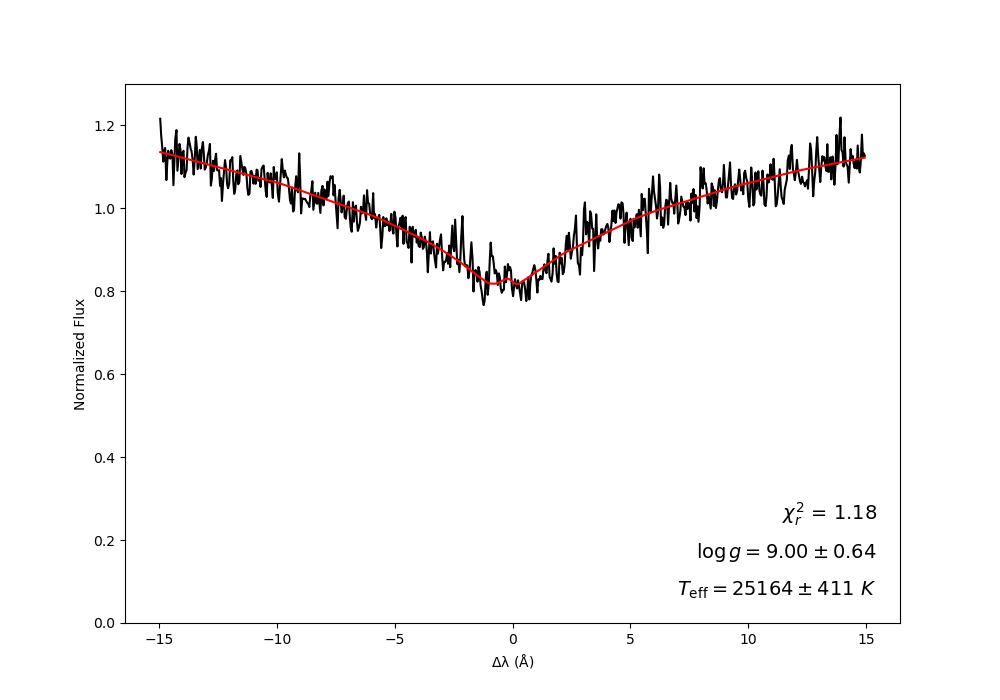 1.2
1.0
0.8
0.6
0.4
0.2
0.0
Normalized Flux
χ²ᵣ = 1.18
log g = 9.00 ± 0.64
T_eff = 25164 ± 411 K
−15 −10 −5 0 5 10 15
Δλ (Å)